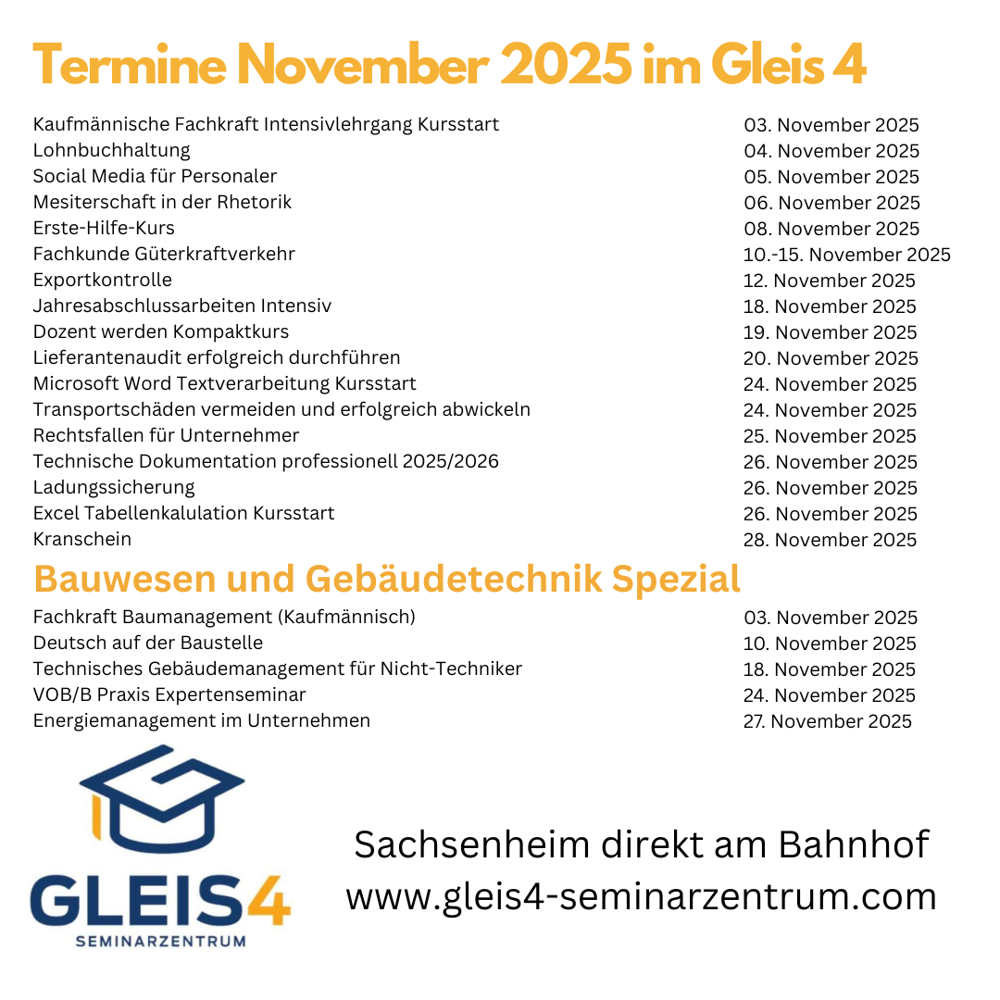 Termine November 2025 im Gleis 4
Kaufmännische Fachkraft Intensivlehrgang Kursstart 03. November 2025
Lohnbuchhaltung 04. November 2025
Social Media für Personaler 05. November 2025
Mesiterschaft in der Rhetorik 06. November 2025
Erste-Hilfe-Kurs 08. November 2025
Fachkunde Güterkraftverkehr 10.-15. November 2025
Exportkontrolle 12. November 2025
Jahresabschlussarbeiten Intensiv 18. November 2025
Dozent werden Kompaktkurs 19. November 2025
Lieferantenaudit erfolgreich durchführen 20. November 2025
Microsoft Word Textverarbeitung Kursstart 24. November 2025
Transportschäden vermeiden und erfolgreich abwickeln 24. November 2025
Rechtsfallen für Unternehmer 25. November 2025
Technische Dokumentation professionell 2025/2026 26. November 2025
Ladungssicherung 26. November 2025
Excel Tabellenkalulation Kursstart 26. November 2025
Kranschein 28. November 2025
Bauwesen und Gebäudetechnik Spezial
Fachkraft Baumanagement (Kaufmännisch) 03. November 2025
Deutsch auf der Baustelle 10. November 2025
Technisches Gebäudemanagement für Nicht-Techniker 18. November 2025
VOB/B Praxis Expertenseminar 24. November 2025
Energiemanagement im Unternehmen 27. November 2025
Sachsenheim direkt am Bahnhof
www.gleis4-seminarzentrum.com
GLEIS4
SEMINARZENTRUM